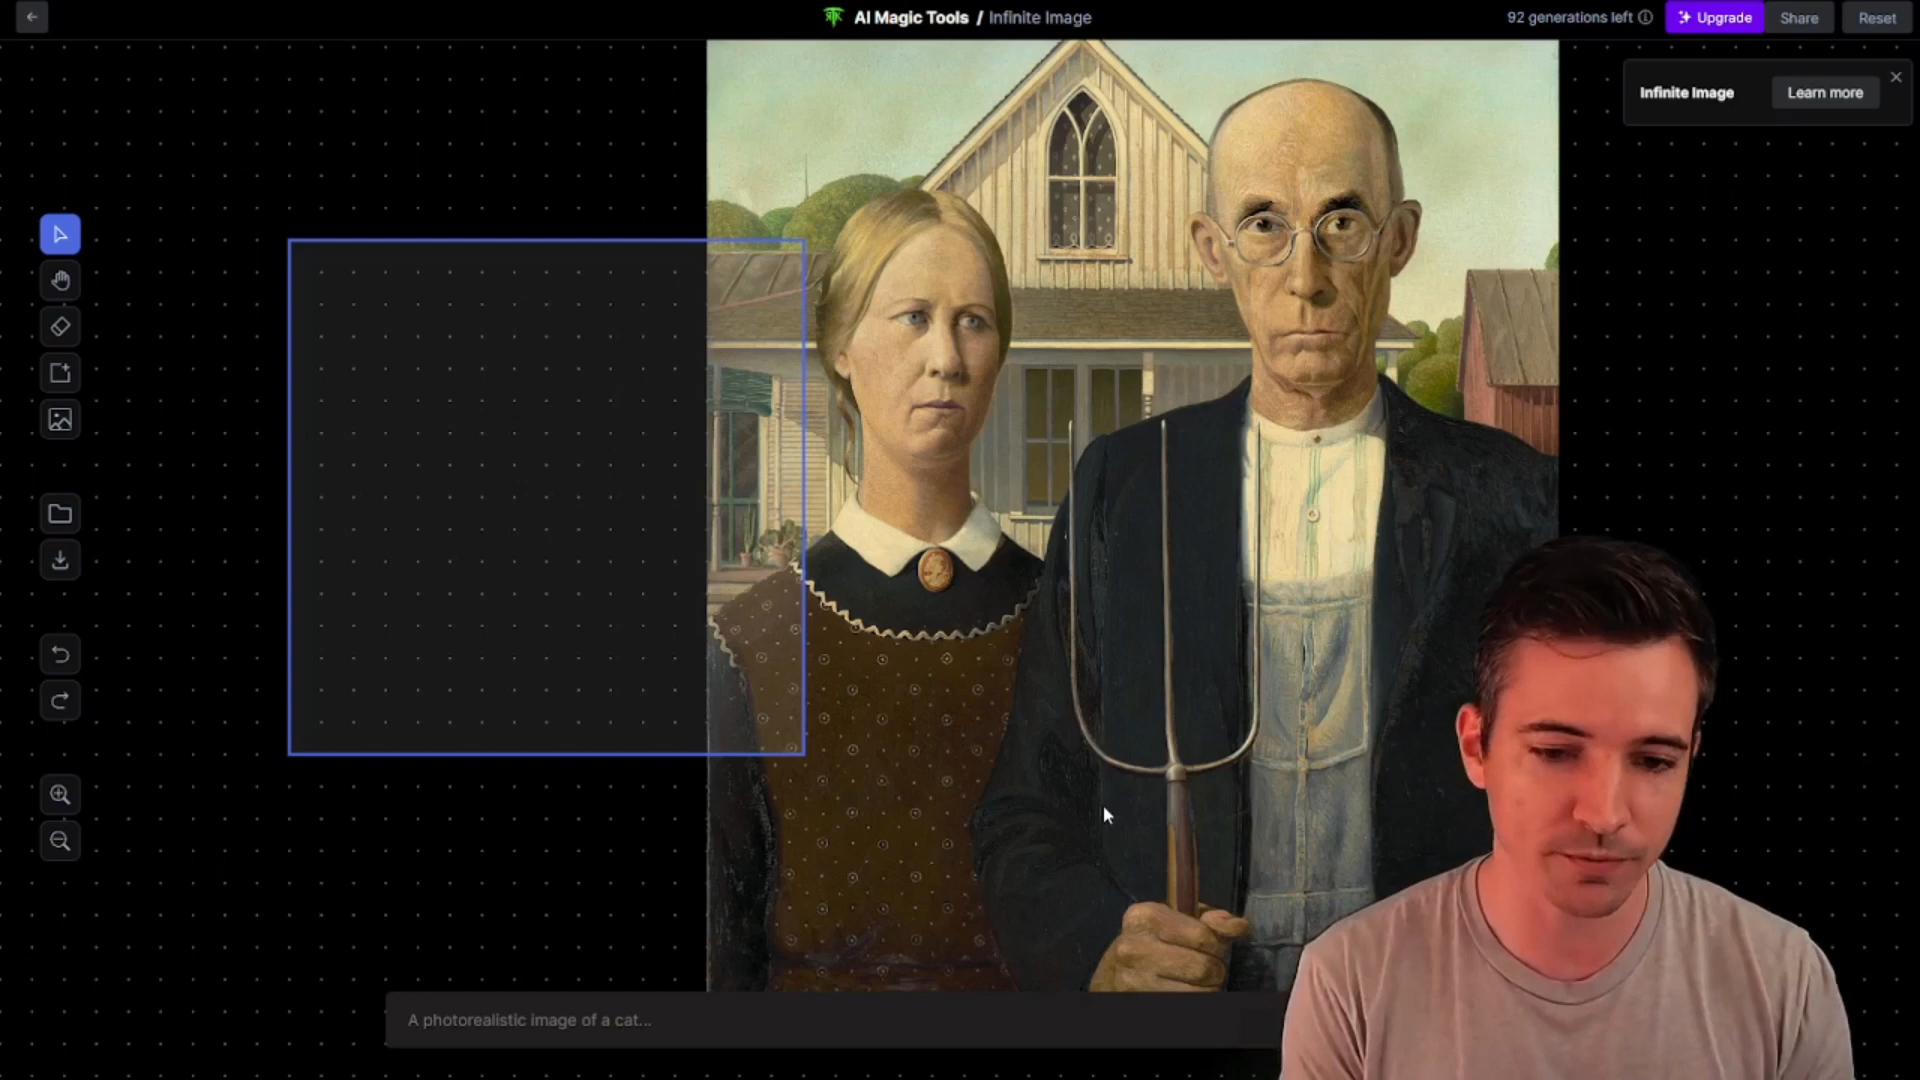 AI Magic Tools / Infinite Image
92 generations left
Upgrade
Share
Reset
Infinite Image
Learn more
A photorealistic image of a cat...